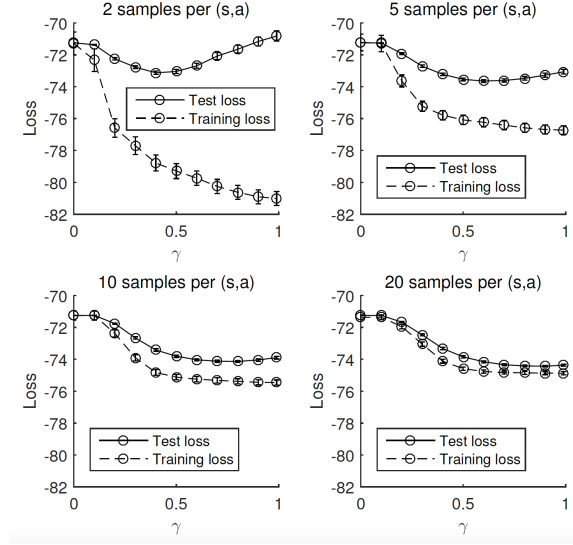 2 samples per (s,a)
-70
-72
-74
-76
-78
-80
-82
Loss
Test loss
Training loss
0
0.5
1
γ
5 samples per (s,a)
-70
-72
-74
-76
-78
-80
-82
Loss
Test loss
Training loss
0
0.5
1
γ
10 samples per (s,a)
-70
-72
-74
-76
-78
-80
-82
Loss
Test loss
Training loss
0
0.5
1
γ
20 samples per (s,a)
-70
-72
-74
-76
-78
-80
-82
Loss
Test loss
Training loss
0
0.5
1
γ